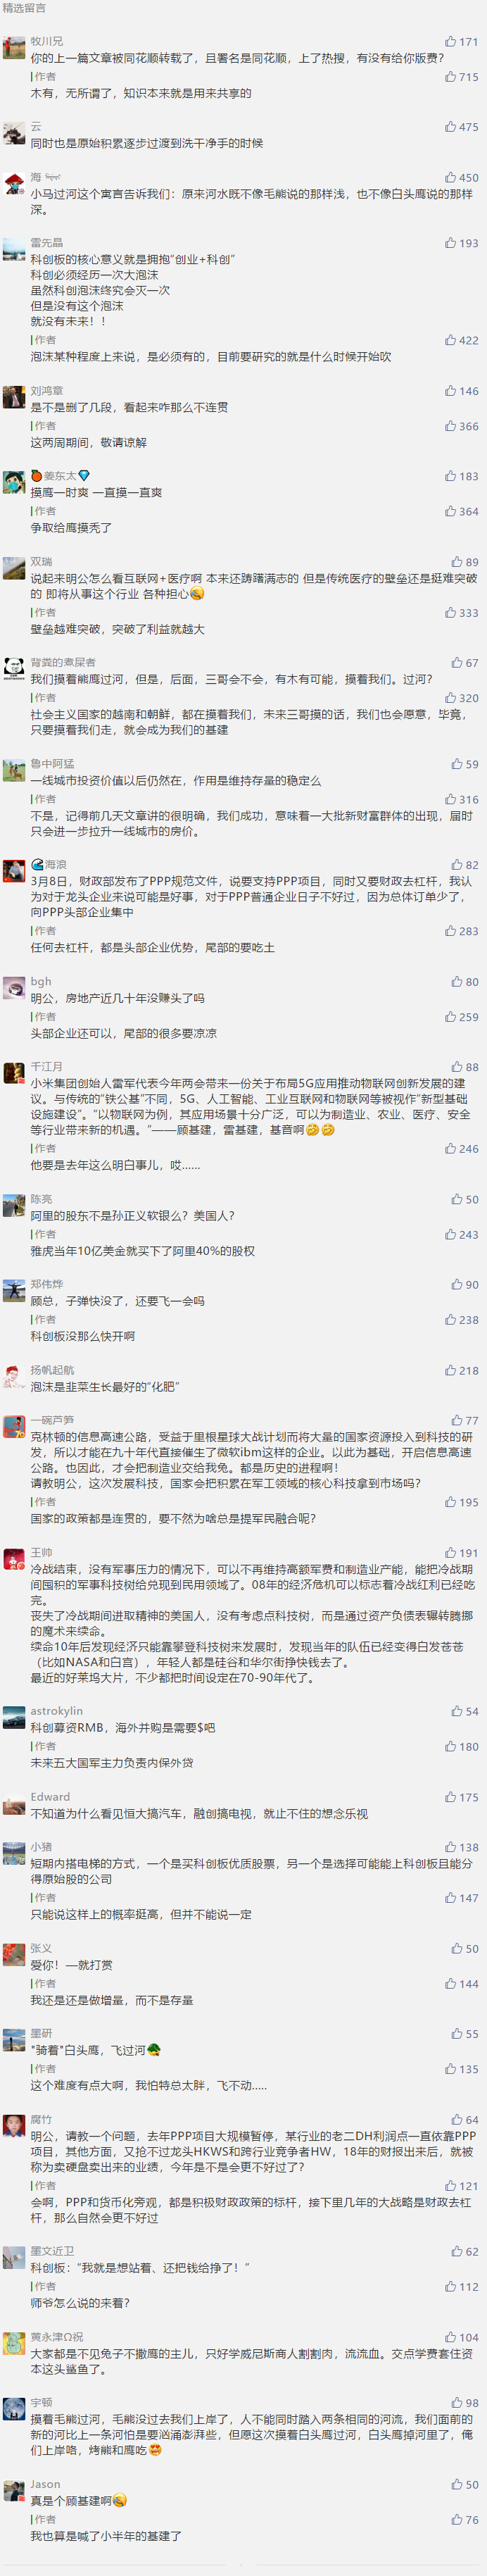 精选留言
牧川兄
171
你的上一篇文章被同花顺转载了，且署名是同花顺，上了热搜，有没有给你版费？
作者
715
木有，无所谓了，知识本来就是用来共享的
云
475
同时也是原始积累逐步过渡到洗干净手的时候
海
450
小马过河这个寓言告诉我们：原来河水既不像毛熊说的那样浅，也不像白头鹰说的那样
深。
雷先晶
193
科创板的核心意义就是拥抱“创业+科创”
科创必须经历一次大泡沫
虽然科创泡沫终究会灭一次
但是没有这个泡沫
就没有未来！！
作者
422
泡沫某种程度上来说，是必须有的，目前要研究的就是什么时候开始吹
刘鸿章
146
是不是删了几段，看起来咋那么不连贯
作者
366
这两周期间，敬请谅解
姜东太
183
摸鹰一时爽 一直摸一直爽
作者
364
争取给鹰摸秃了
双瑞
89
说起来明公怎么看互联网+医疗啊 本来还踌躇满志的 但是传统医疗的壁垒还是挺难突破
的 即将从事这个行业 各种担心
作者
333
壁垒越难突破，突破了利益就越大
背粪的煮屎者
67
我们摸着熊鹰过河，但是，后面，三哥会不会，有木有可能，摸着我们。过河？
作者
320
社会主义国家的越南和朝鲜，都在摸着我们，未来三哥摸的话，我们也会愿意，毕竟，
只要摸着我们走，就会成为我们的基建
鲁中阿猛
59
一线城市投资价值以后仍然在，作用是维持存量的稳定么
作者
316
不是，记得前几天文章讲的很明确，我们成功，意味着一大批新财富群体的出现，届时
只会进一步拉升一线城市的房价。
海浪
82
3月8日，财政部发布了PPP规范文件，说要支持PPP项目，同时又要财政去杠杆，我认
为对于龙头企业来说可能是好事，对于PPP普通企业日子不好过，因为总体订单少了，
向PPP头部企业集中
作者
283
任何去杠杆，都是头部企业优势，尾部的要吃土
bgh
80
明公，房地产近几十年没赚头了吗
作者
259
头部企业还可以，尾部的很多要凉凉
千江月
88
小米集团创始人雷军代表今年两会带来一份关于布局5G应用推动物联网创新发展的建
议。与传统的“铁公基”不同，5G、人工智能、工业互联网和物联网等被视作“新型基础
设施建设”。“以物联网为例，其应用场景十分广泛，可以为制造业、农业、医疗、安全
等行业带来新的机遇。”——顾基建，雷基建，基音啊
作者
246
他要是去年这么明白事儿，哎……
陈亮
50
阿里的股东不是孙正义软银么？美国人？
作者
243
雅虎当年10亿美金就买下了阿里40%的股权
郑伟烨
90
顾总，子弹快没了，还要飞一会吗
作者
238
科创板没那么快开啊
扬帆起航
218
泡沫是韭菜生长最好的“化肥”
一碗芦笋
77
克林顿的信息高速公路，受益于里根星球大战计划而将大量的国家资源投入到科技的研
发，所以才能在九十年代直接催生了微软ibm这样的企业。以此为基础，开启信息高速
公路。也因此，才会把制造业交给我兔。都是历史的进程啊！
请教明公，这次发展科技，国家会把积累在军工领域的核心科技拿到市场吗？
作者
195
国家的政策都是连贯的，要不然为啥总是提军民融合呢？
王帅
191
冷战结束，没有军事压力的情况下，可以不再维持高额军费和制造业产能，能把冷战期
间囤积的军事科技树给兑现到民用领域了。08年的经济危机可以标志着冷战红利已经吃
完。
丧失了冷战期间进取精神的美国人，没有考虑点科技树，而是通过资产负债表辗转腾挪
的魔术来续命。
续命10年后发现经济只能靠攀登科技树来发展时，发现当年的队伍已经变得白发苍苍
（比如NASA和白宫），年轻人都是硅谷和华尔街挣快钱去了。
最近的好莱坞大片，不少都把时间设定在70-90年代了。
astrokylin
54
科创募资RMB，海外并购是需要$吧
作者
180
未来五大国军主力负责内保外贷
Edward
175
不知道为什么看见恒大搞汽车，融创搞电视，就止不住的想念乐视
小猪
138
短期内搭电梯的方式，一个是买科创板优质股票，另一个是选择可能能上科创板且能分
得原始股的公司
作者
147
只能说这样上的概率挺高，但并不能说一定
张义
50
爱你！—就打赏
作者
144
我还是还是做增量，而不是存量
墨研
55
"骑着"白头鹰，飞过河
作者
135
这个难度有点大啊，我怕特总太胖，飞不动.....
腐竹
64
明公，请教一个问题，去年PPP项目大规模暂停，某行业的老二DH利润点一直依靠PPP
项目，其他方面，又抢不过龙头HKWS和跨行业竞争者HW，18年的财报出来后，就被
称为卖硬盘卖出来的业绩，今年是不是会更不好过了？
作者
121
会啊，PPP和货币化旁观，都是积极财政政策的标杆，接下里几年的大战略是财政去杠
杆，那么自然会更不好过
墨文近卫
62
科创板：“我就是想站着、还把钱给挣了！”
作者
112
师爷怎么说的来着？
黄永津Ω祝
104
大家都是不见兔子不撒鹰的主儿，只好学威尼斯商人割割肉，流流血。交点学费套住资
本这头鲨鱼了。
宇顿
98
摸着毛熊过河，毛熊没过去我们上岸了，人不能同时踏入两条相同的河流，我们面前的
新的河比上一条河怕是要汹涌澎湃些，但愿这次摸着白头鹰过河，白头鹰掉河里了，俺
们上岸咯，烤熊和鹰吃
Jason
50
真是个顾基建啊
作者
76
我也算是喊了小半年的基建了